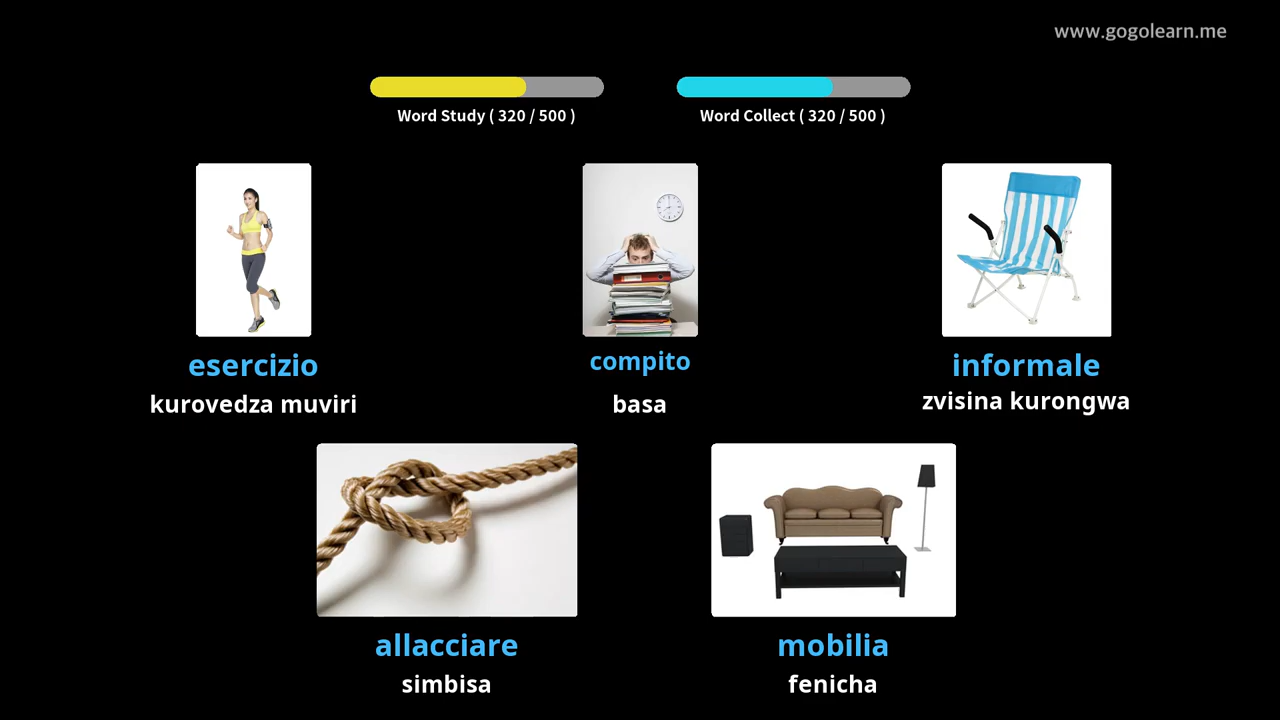 www.gogolearn.me
Word Study ( 320 / 500 )
Word Collect ( 320 / 500 )
esercizio
kurovedza muviri
compito
basa
informale
zvisina kurongwa
allacciare
simbisa
mobilia
fenicha